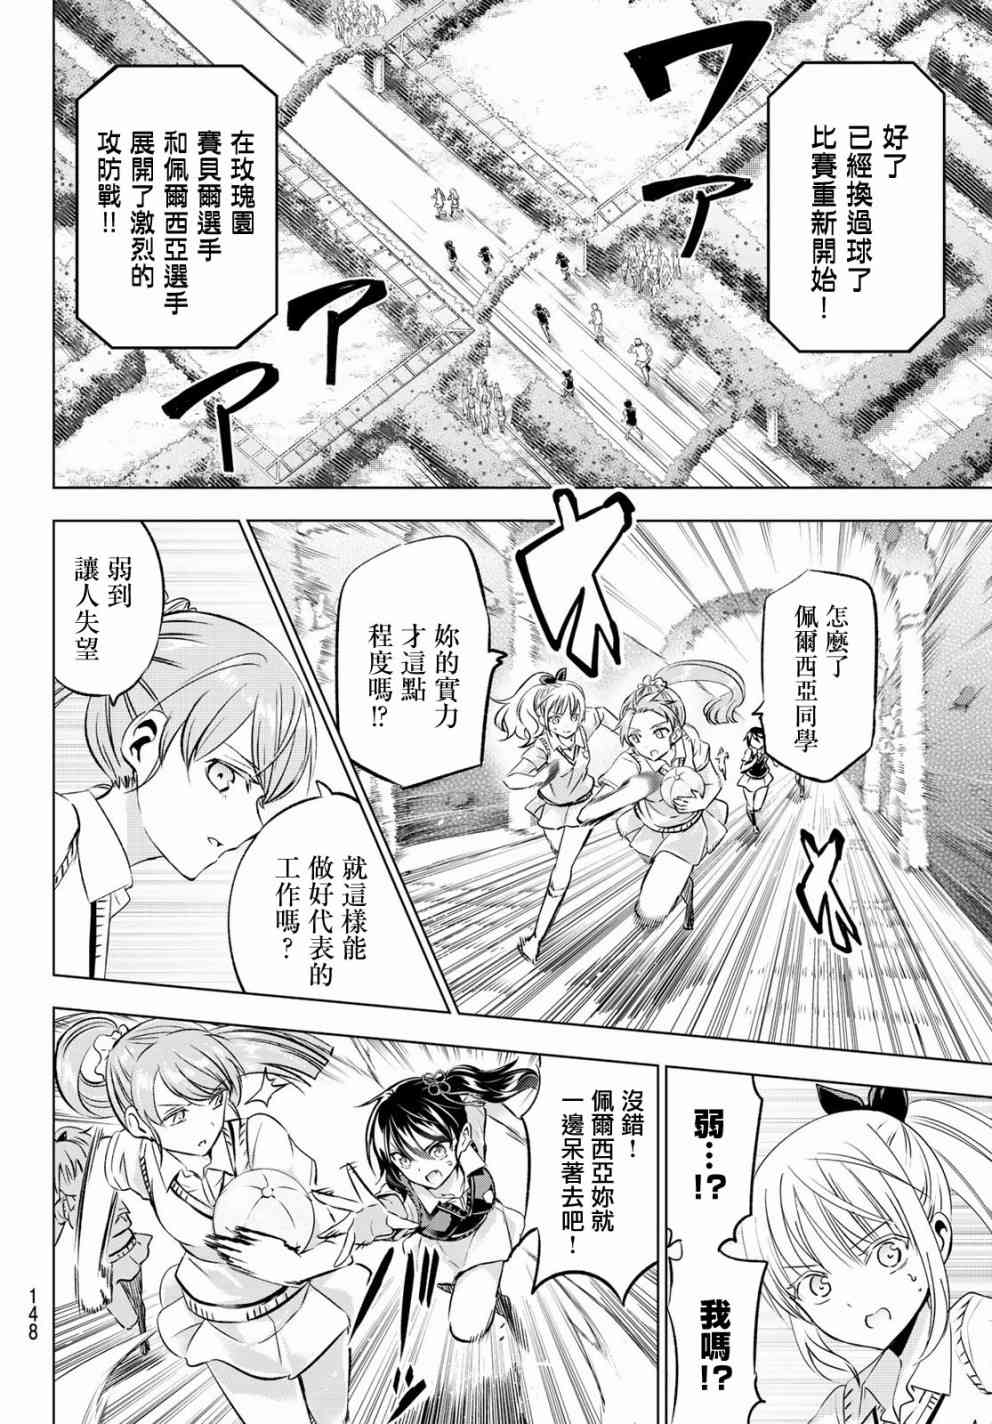 好了
已經換過球了
比賽重新開始！
ワ
ア
ア
ア
在玫瑰園
賽貝爾選手
和佩爾西亞選手
展開了激烈的
攻防戰!!
怎麼了
佩爾西亞同學
妳的實力
才這點
程度嗎!?
弱到
讓人失望
就這樣能
做好代表的
工作嗎？
弱…!?
我嗎!?
沒錯！
佩爾西亞妳就
一邊呆著去吧！
148